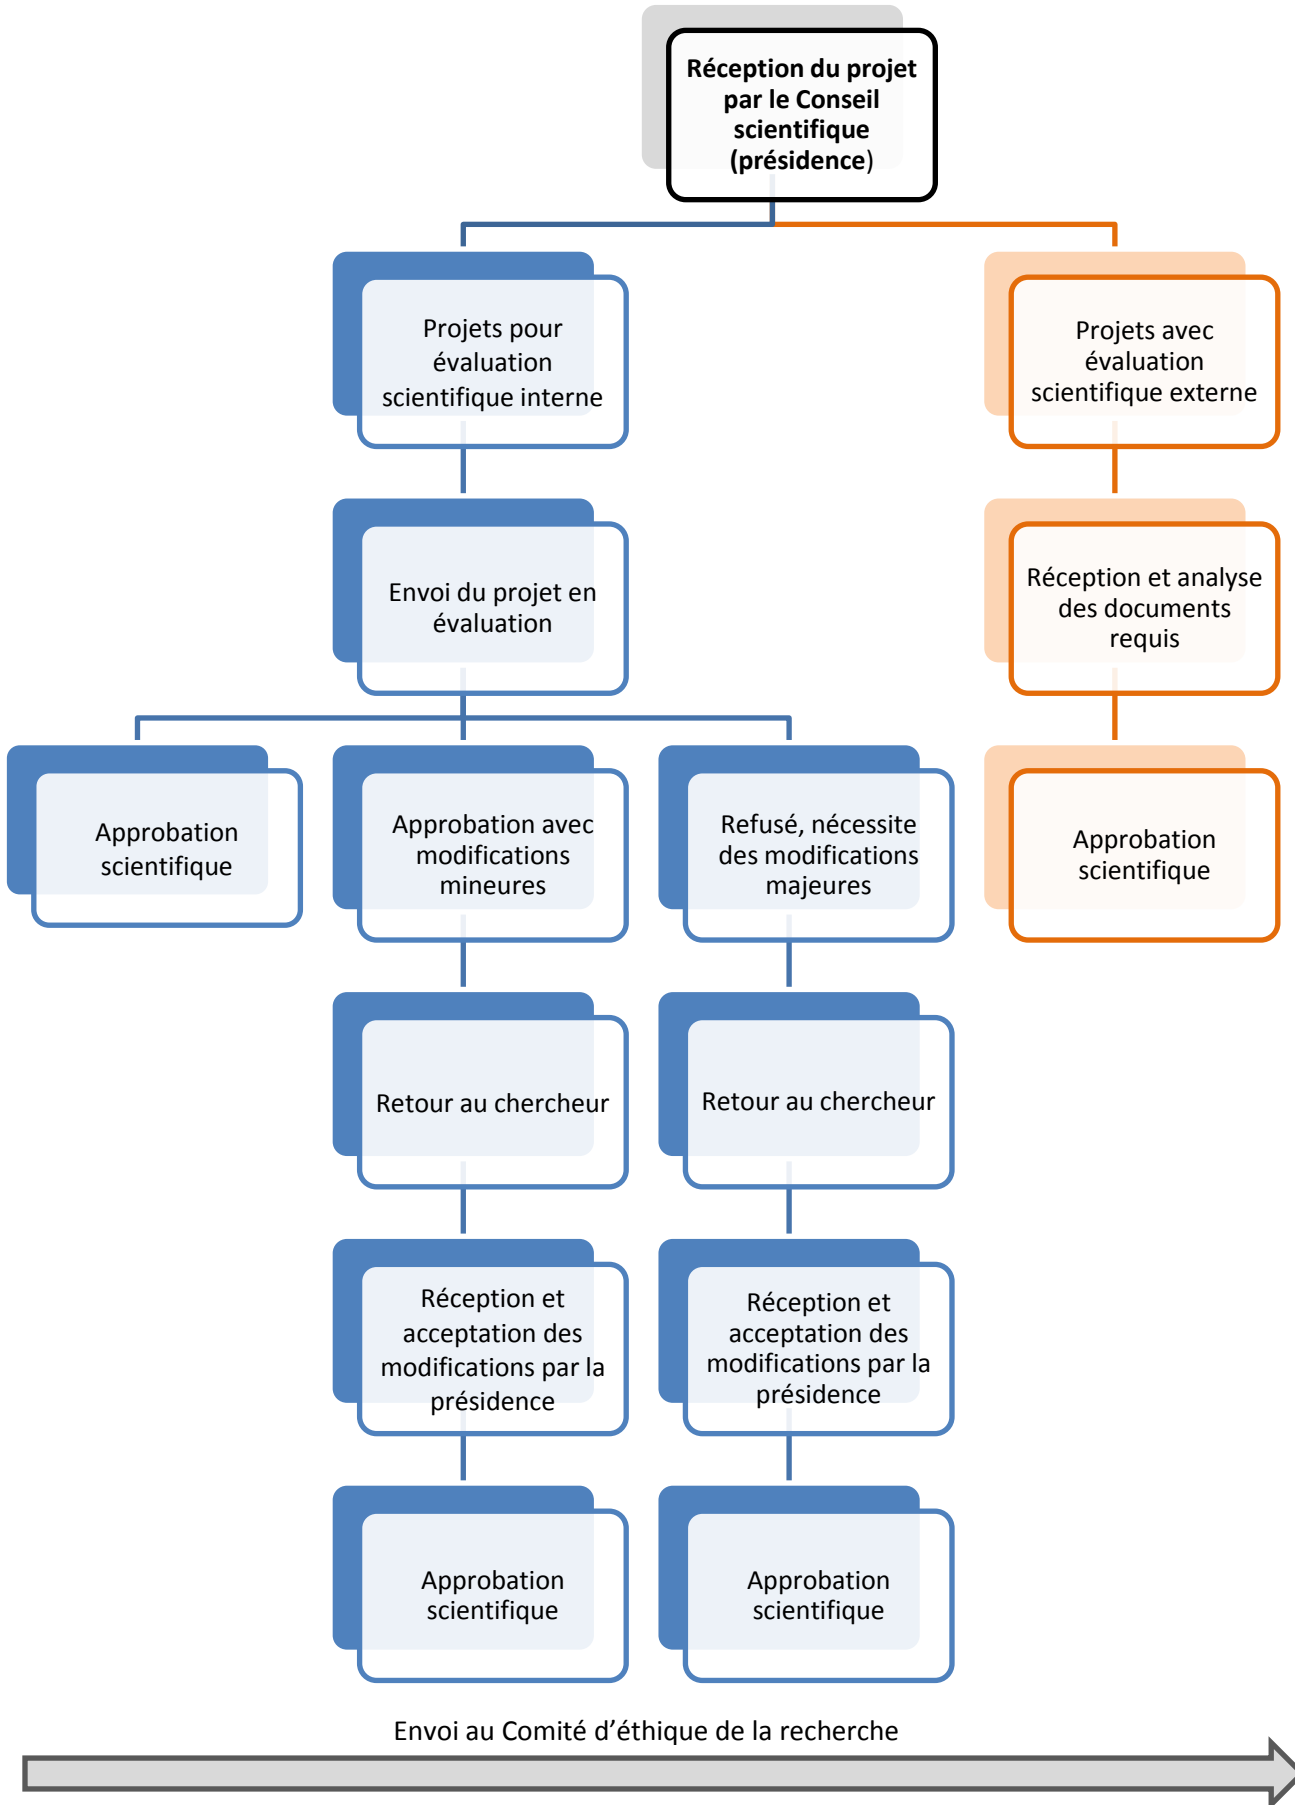 Réception du projet
par le Conseil
scientifique
(présidence)
Projets pour
évaluation
scientifique interne
Projets avec
évaluation
scientifique externe
Envoi du projet en
évaluation
Réception et analyse
des documents
requis
Approbation
scientifique
Approbation avec
modifications
mineures
Refusé, nécessite
des modifications
majeures
Approbation
scientifique
Retour au chercheur
Retour au chercheur
Réception et
acceptation des
modifications par la
présidence
Réception et
acceptation des
modifications par la
présidence
Approbation
scientifique
Approbation
scientifique
Envoi au Comité d’éthique de la recherche